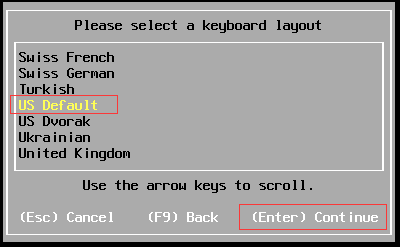 Please select a keyboard layout
Swiss French
Swiss German
Turkish
US Default
US Dvorak
Ukrainian
United Kingdom
Use the arrow keys to scroll.
(Esc) Cancel (F9) Back (Enter) Continue